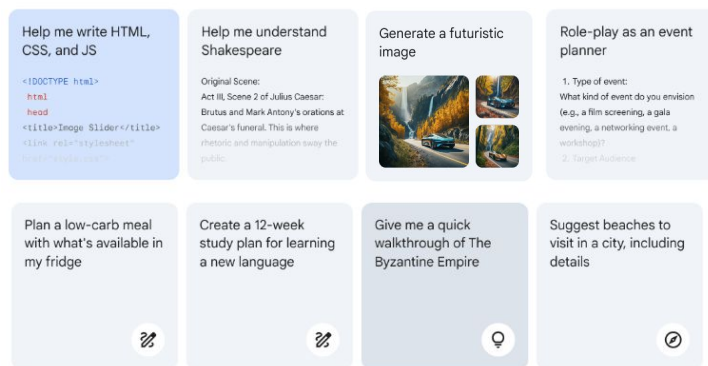 Help me write HTML,
CSS, and JS
<!DOCTYPE html>
html
head
<title>Image Slider</title>
<link rel="stylesheet"
Help me understand
Shakespeare
Original Scene:
Act III, Scene 2 of Julius Caesar:
Brutus and Mark Antony's orations at
Caesar's funeral. This is where
rhetoric and manipulation sway the
public.
Generate a futuristic
image
Role-play as an event
planner
1. Type of event:
What kind of event do you envision
(e.g., a film screening, a gala
evening, a networking event, a
workshop)?
2. Target Audience
Plan a low-carb meal
with what's available in
my fridge
Create a 12-week
study plan for learning
a new language
Give me a quick
walkthrough of The
Byzantine Empire
Suggest beaches to
visit in a city, including
details